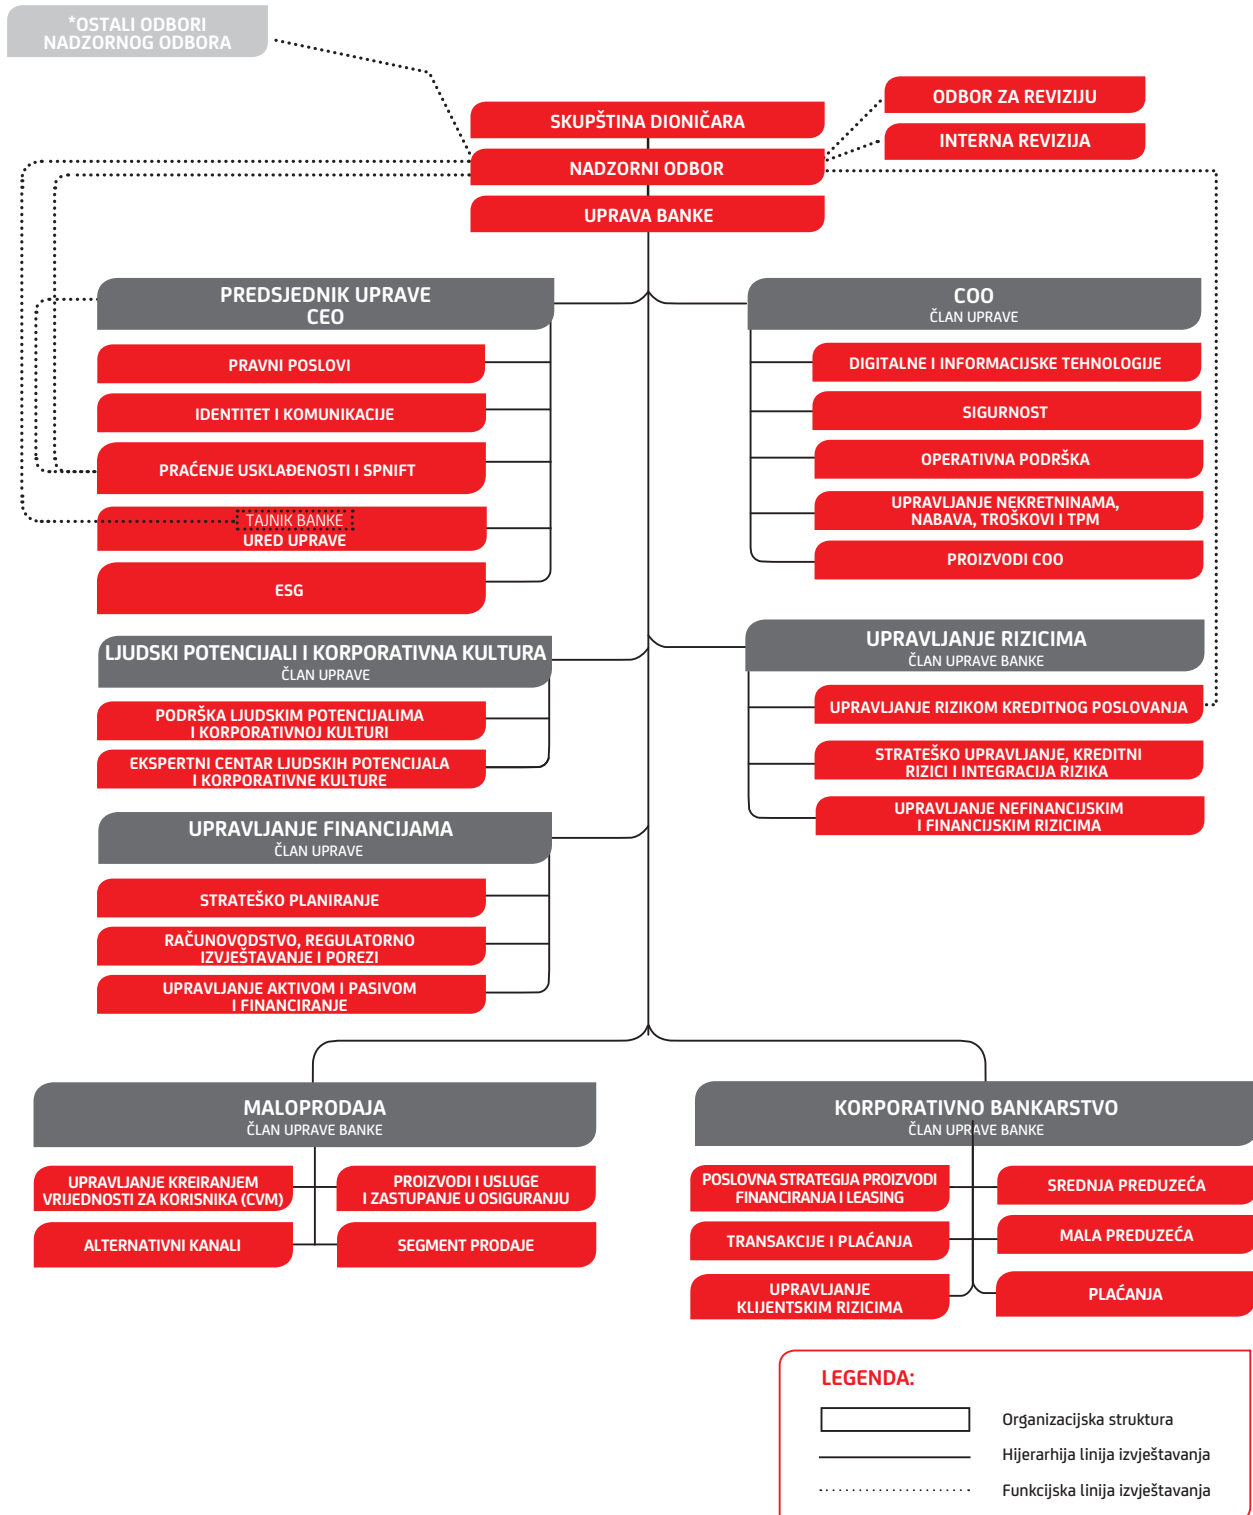 *OSTALI ODBORI
NADZORNOG ODBORA
SKUPŠTINA DIONIČARA
NADZORNI ODBOR
UPRAVA BANKE
ODBOR ZA REVIZIJU
INTERNA REVIZIJA
PREDSJEDNIK UPRAVE
CEO
PRAVNI POSLOVI
IDENTITET I KOMUNIKACIJE
PRAĆENJE USKLAĐENOSTI I SPNIFT
TAJNIK BANKE
URED UPRAVE
ESG
COO
ČLAN UPRAVE
DIGITALNE I INFORMACIJSKE TEHNOLOGIJE
SIGURNOST
OPERATIVNA PODRŠKA
UPRAVLJANJE NEKRETNINAMA,
NABAVA, TROŠKOVI I TPM
PROIZVODI COO
LJUDSKI POTENCIJALI I KORPORATIVNA KULTURA
ČLAN UPRAVE
PODRŠKA LJUDSKIM POTENCIJALIMA
I KORPORATIVNOJ KULTURI
EKSPERTNI CENTAR LJUDSKIH POTENCIJALA
I KORPORATIVNE KULTURE
UPRAVLJANJE RIZICIMA
ČLAN UPRAVE BANKE
UPRAVLJANJE RIZIKOM KREDITNOG POSLOVANJA
STRATEŠKO UPRAVLJANJE, KREDITNI
RIZICI I INTEGRACIJA RIZIKA
UPRAVLJANJE NEFINANCIJSKIM
I FINANCIJSKIM RIZICIMA
UPRAVLJANJE FINANCIJAMA
ČLAN UPRAVE
STRATEŠKO PLANIRANJE
RAČUNOVODSTVO, REGULATORNO
IZVJEŠTAVANJE I POREZI
UPRAVLJANJE AKTIVOM I PASIVOM
I FINANCIRANJE
MALOPRODAJA
ČLAN UPRAVE BANKE
UPRAVLJANJE KREIRANJEM
VRIJEDNOSTI ZA KORISNIKA (CVM)
PROIZVODI I USLUGE
I ZASTUPANJE U OSIGURANJU
ALTERNATIVNI KANALI
SEGMENT PRODAJE
KORPORATIVNO BANKARSTVO
ČLAN UPRAVE BANKE
POSLOVNA STRATEGIJA PROIZVODI
FINANCIRANJA I LEASING
SREDNJA PREDUZEĆA
TRANSAKCIJE I PLAĆANJA
MALA PREDUZEĆA
UPRAVLJANJE
KLIJENTSKIM RIZICIMA
PLAĆANJA
LEGENDA:
Organizacijska struktura
Hijerarhija linija izvještavanja
Funkcijska linija izvještavanja